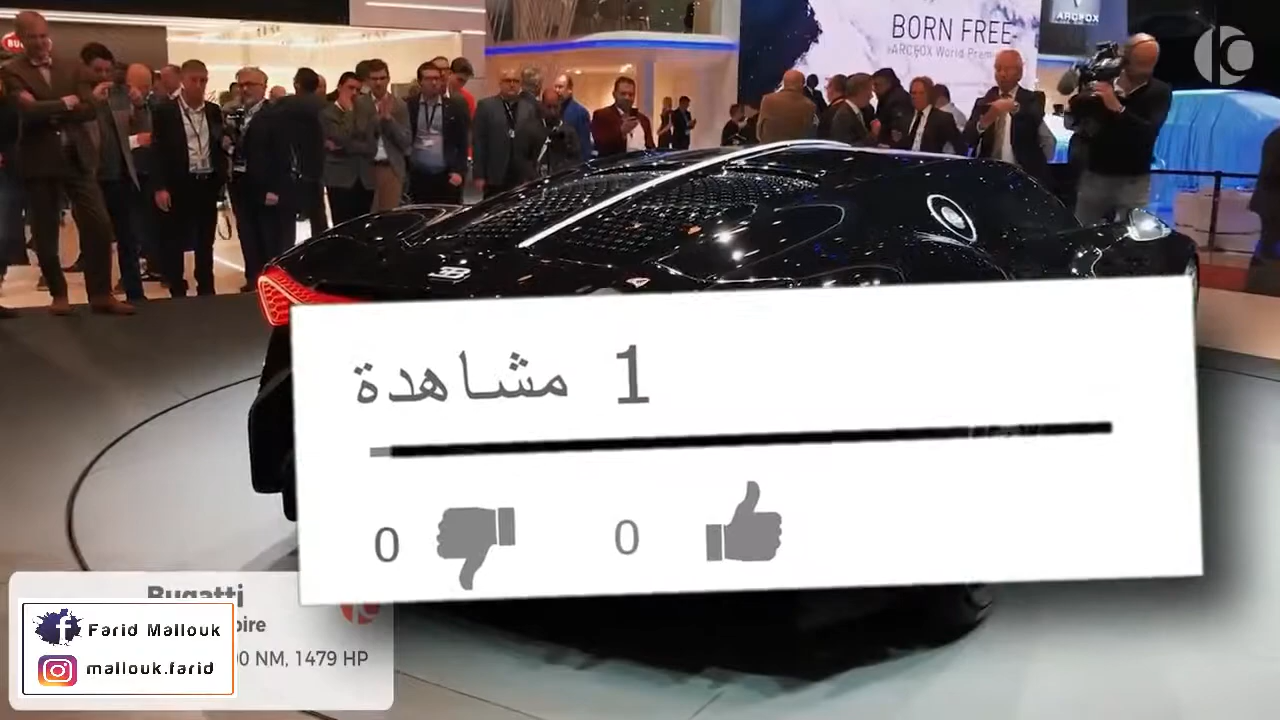 BORN FREE
ARCFOX World Prem
ARCFOX
1 مشاهدة
0
0
Bugatti
oire
00 NM, 1479 HP
Farid Mallouk
mallouk.farid